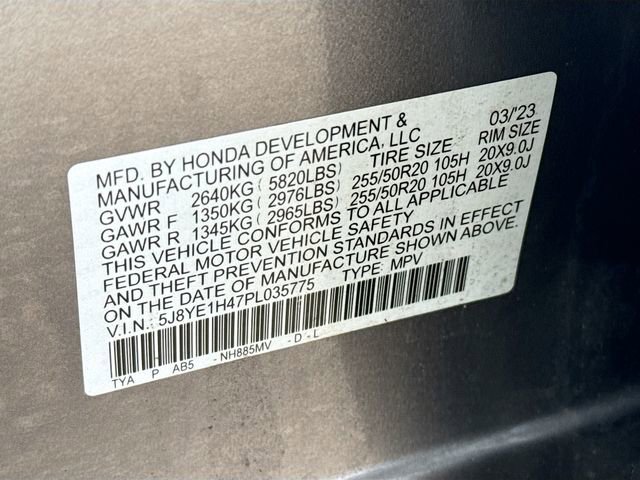 MFD. BY HONDA DEVELOPMENT & 03/'23
MANUFACTURING OF AMERICA, LLC TIRE SIZE RIM SIZE
GVWR 2640KG ( 5820LBS)
GAWR F 1350KG ( 2976LBS) 255/50R20 105H 20X9.0J
GAWR R 1345KG ( 2965LBS) 255/50R20 105H 20X9.0J
THIS VEHICLE CONFORMS TO ALL APPLICABLE
FEDERAL MOTOR VEHICLE SAFETY
AND THEFT PREVENTION STANDARDS IN EFFECT
ON THE DATE OF MANUFACTURE SHOWN ABOVE.
V.I.N.: 5J8YE1H47PL035775 TYPE: MPV
TYA P AB5 - NH885MV - D - L